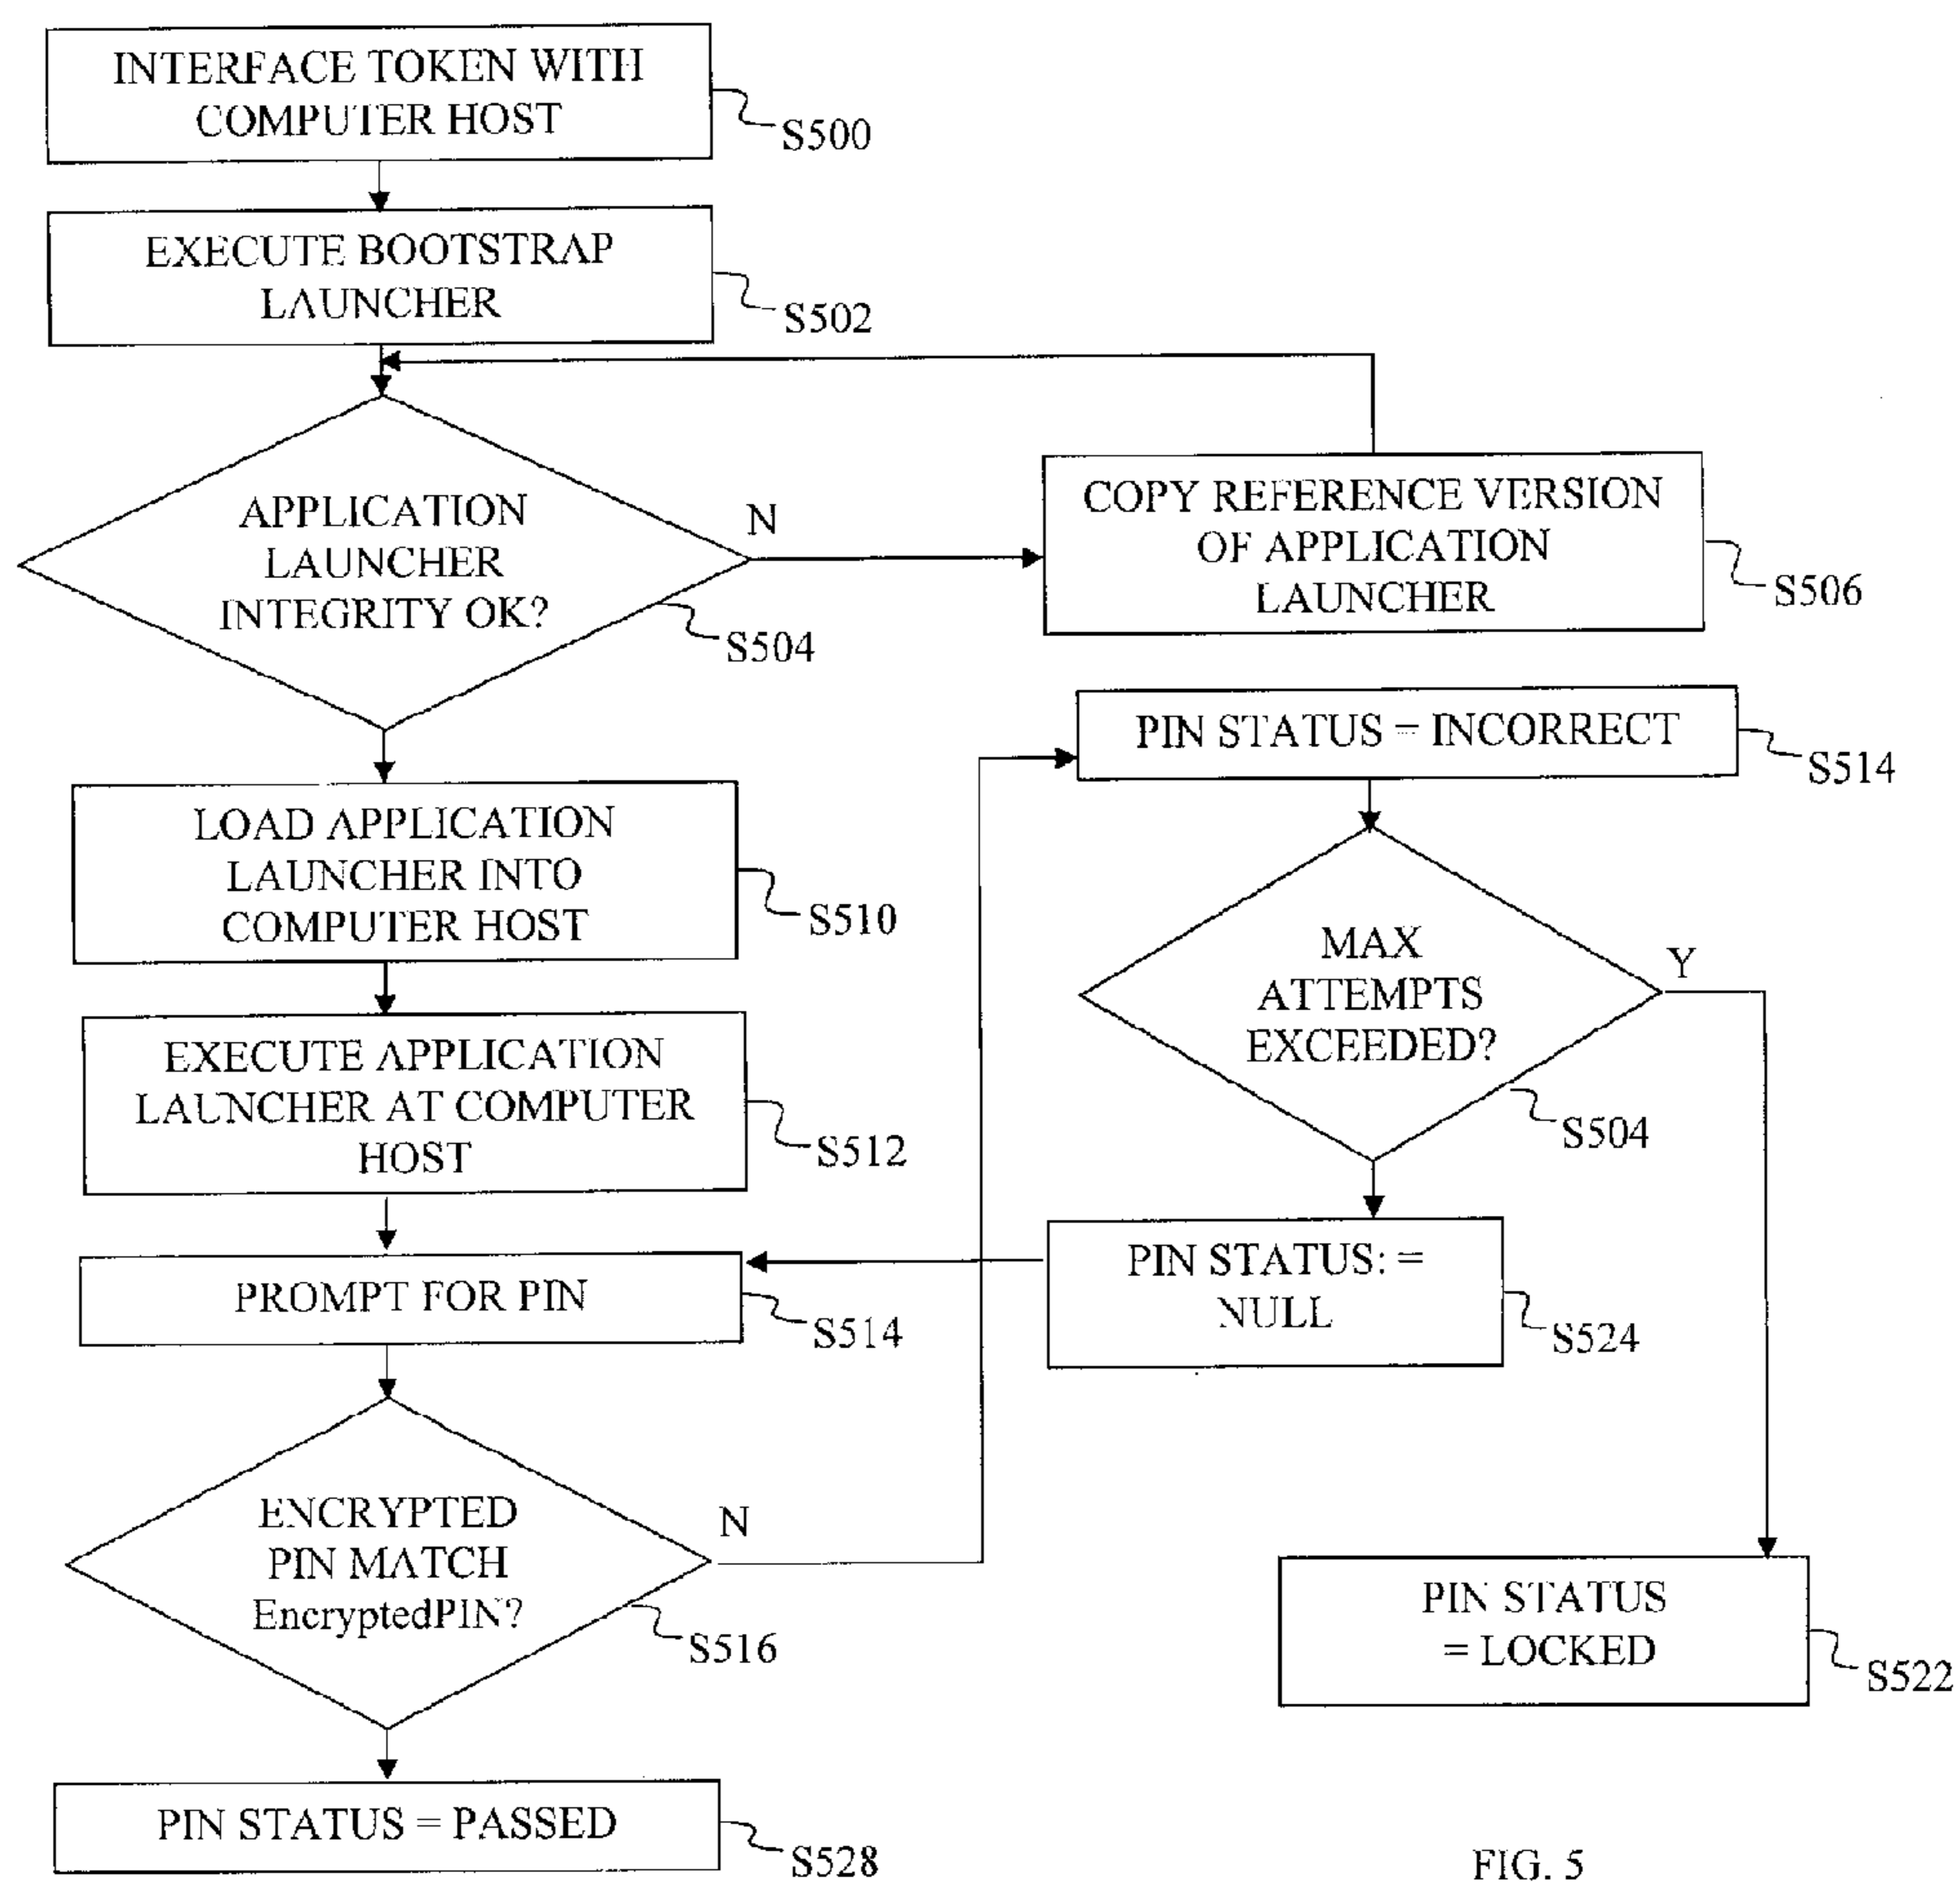 INTERFACE TOKEN WITH
COMPUTER HOST
S500
EXECUTE BOOTSTRAP
LAUNCHER
S502
APPLICATION
LAUNCHER
INTEGRITY OK?
S504
N
COPY REFERENCE VERSION
OF APPLICATION
LAUNCHER
S506
LOAD APPLICATION
LAUNCHER INTO
COMPUTER HOST
S510
EXECUTE APPLICATION
LAUNCHER AT COMPUTER
HOST
S512
PROMPT FOR PIN
S514
ENCRYPTED
PIN MATCH
EncryptedPIN?
S516
N
PIN STATUS = PASSED
S528
PIN STATUS = INCORRECT
S514
MAX
ATTEMPTS
EXCEEDED?
S504
Y
PIN STATUS: =
NULL
S524
PIN STATUS
= LOCKED
S522
FIG. 5